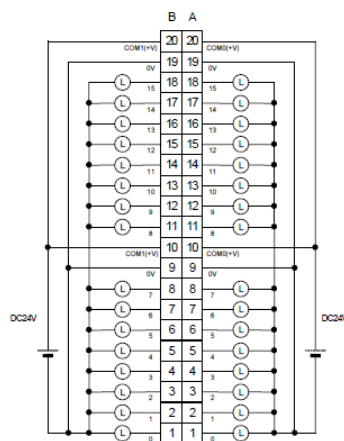 B A
20 20
COM1(+V) COM0(+V)
19 19
0V 0V
L 18 18 L
15 15
L 17 17 L
14 14
L 16 16 L
13 13
L 15 15 L
12 12
L 14 14 L
11 11
L 13 13 L
10 10
L 12 12 L
9 9
L 11 11 L
8 8
10 10
COM1(+V) COM0(+V)
9 9
0V 0V
L 8 8 L
7 7
L 7 7 L
6 6
DC24V DC24V
L 6 6 L
5 5
L 5 5 L
4 4
L 4 4 L
3 3
L 3 3 L
2 2
L 2 2 L
1 1
L 1 1 L
0 0